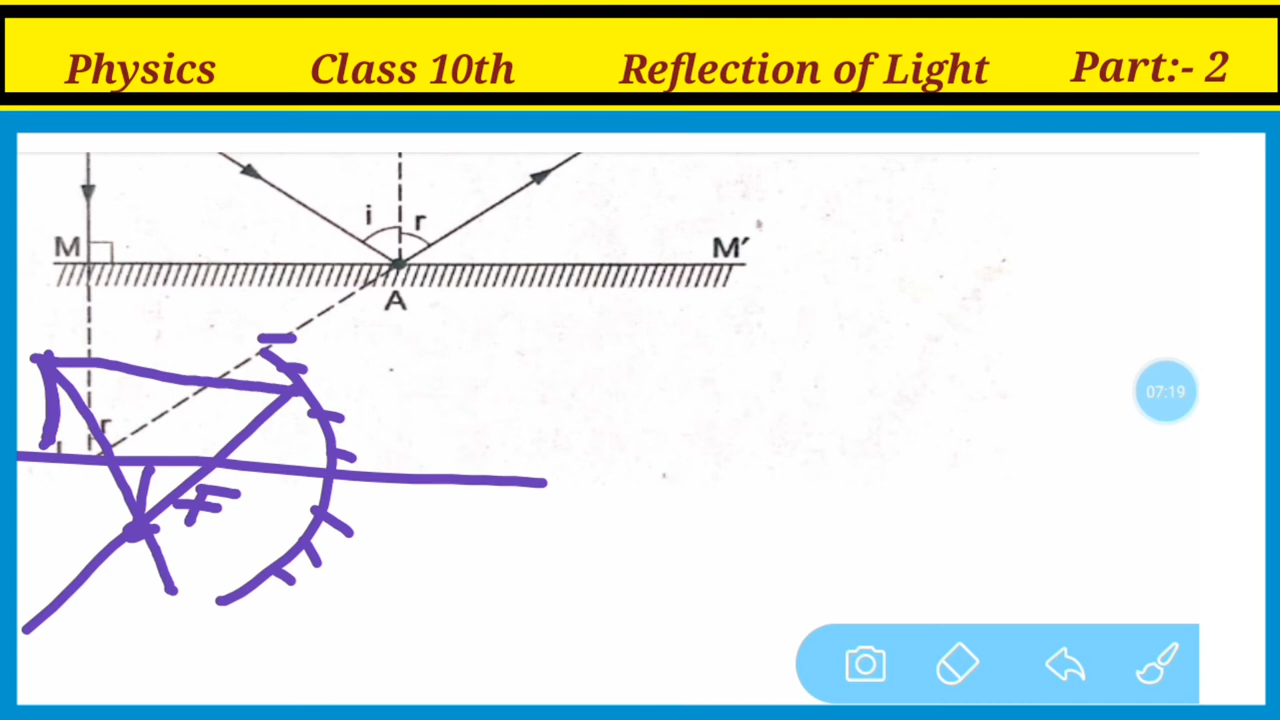 Physics Class 10th Reflection of Light Part:- 2
i r
M M′
A
07:19
r
F